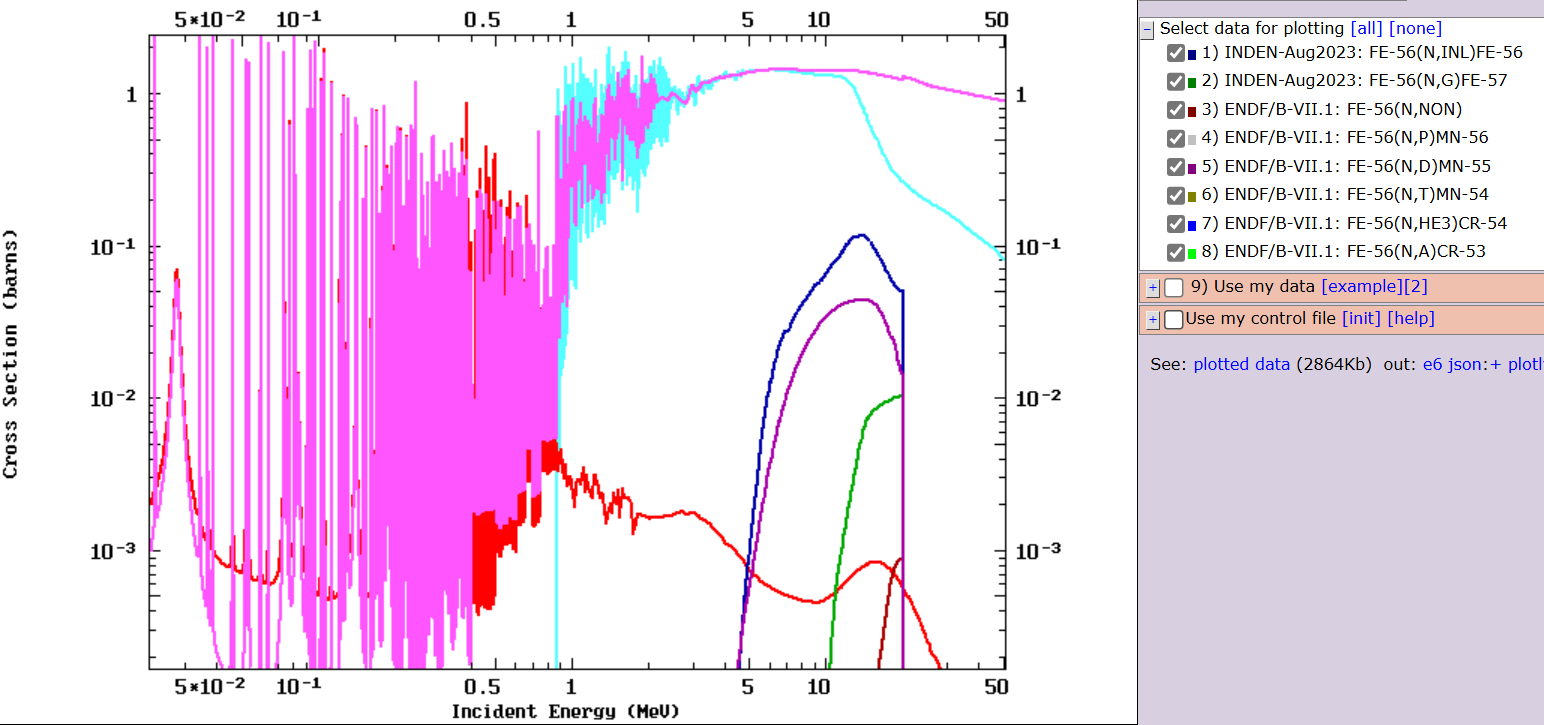 5*10-2 10-1 0.5 1 5 10 50
1 1
10-1 10-1
10-2 10-2
10-3 10-3
Cross Section (barns)
5*10-2 10-1 0.5 1 5 10 50
Incident Energy (MeV)
− Select data for plotting [all] [none]
1) INDEN-Aug2023: FE-56(N,INL)FE-56
2) INDEN-Aug2023: FE-56(N,G)FE-57
3) ENDF/B-VII.1: FE-56(N,NON)
4) ENDF/B-VII.1: FE-56(N,P)MN-56
5) ENDF/B-VII.1: FE-56(N,D)MN-55
6) ENDF/B-VII.1: FE-56(N,T)MN-54
7) ENDF/B-VII.1: FE-56(N,HE3)CR-54
8) ENDF/B-VII.1: FE-56(N,A)CR-53
+ 9) Use my data [example][2]
+ Use my control file [init] [help]
See: plotted data (2864Kb) out: e6 json:+ plotl